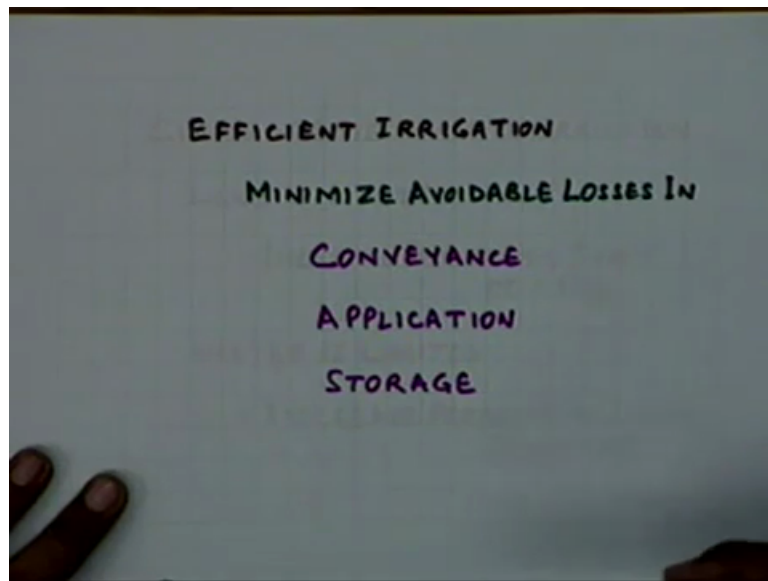 EFFICIENT IRRIGATION
MINIMIZE AVOIDABLE LOSSES IN
CONVEYANCE
APPLICATION
STORAGE